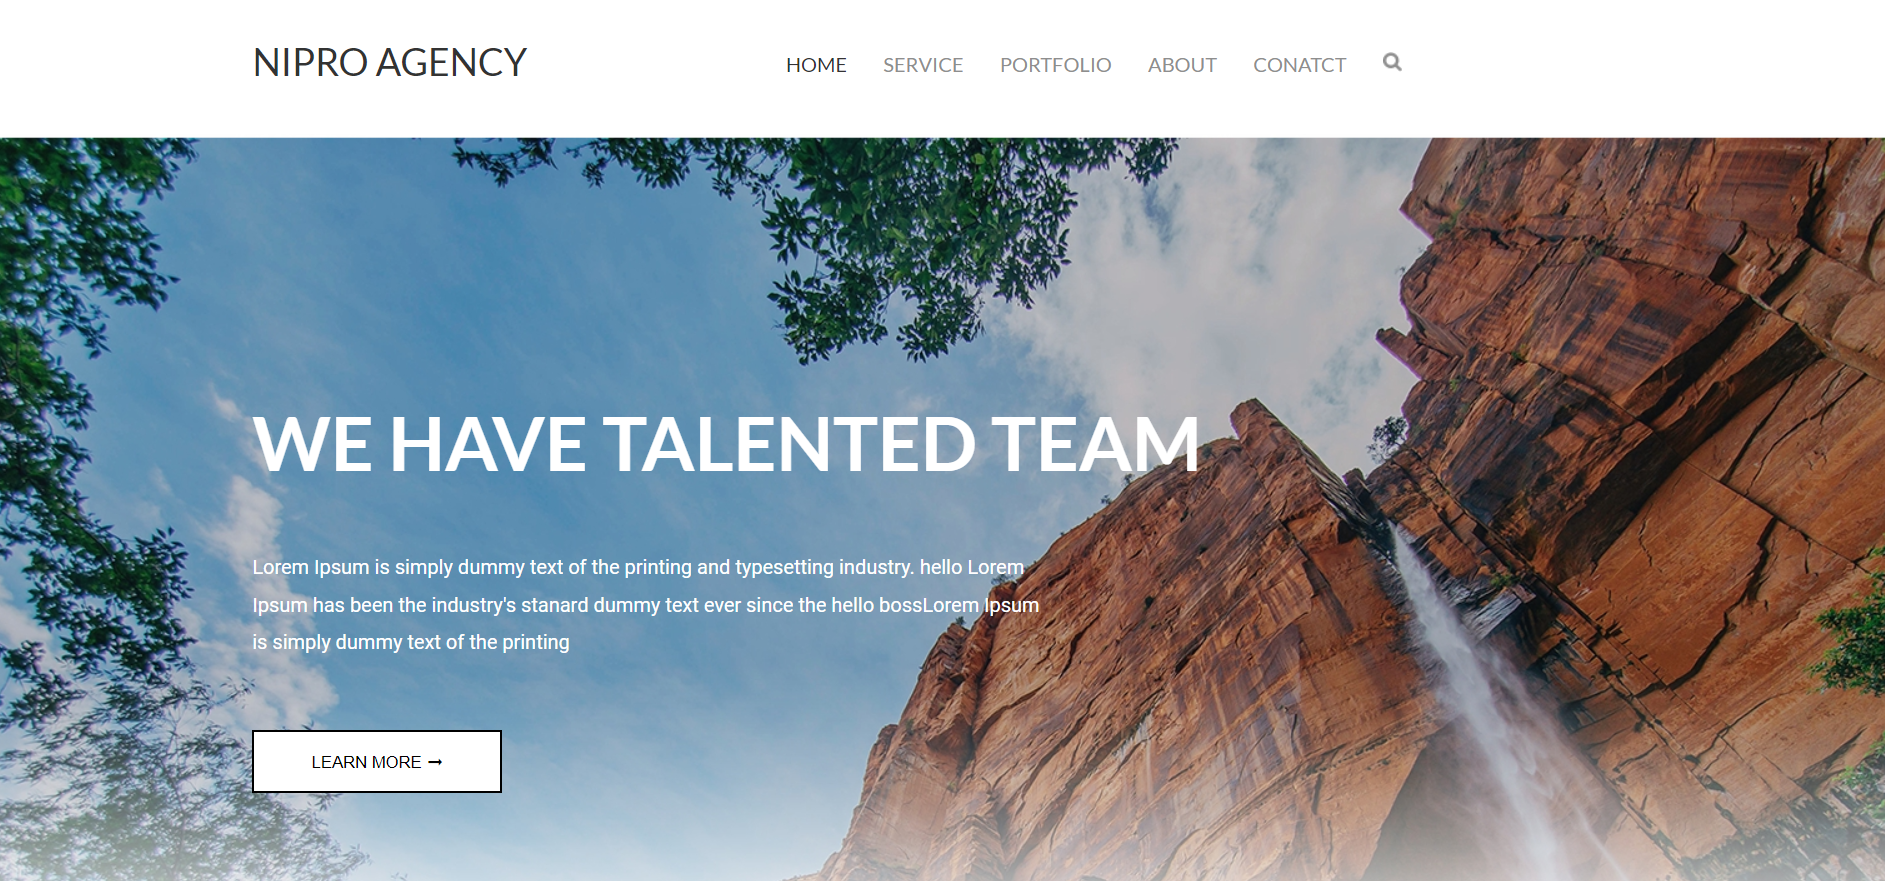 NIPRO AGENCY
HOME SERVICE PORTFOLIO ABOUT CONATCT
WE HAVE TALENTED TEAM
Lorem Ipsum is simply dummy text of the printing and typesetting industry. hello Lorem
Ipsum has been the industry's stanard dummy text ever since the hello bossLorem Ipsum
is simply dummy text of the printing
LEARN MORE →